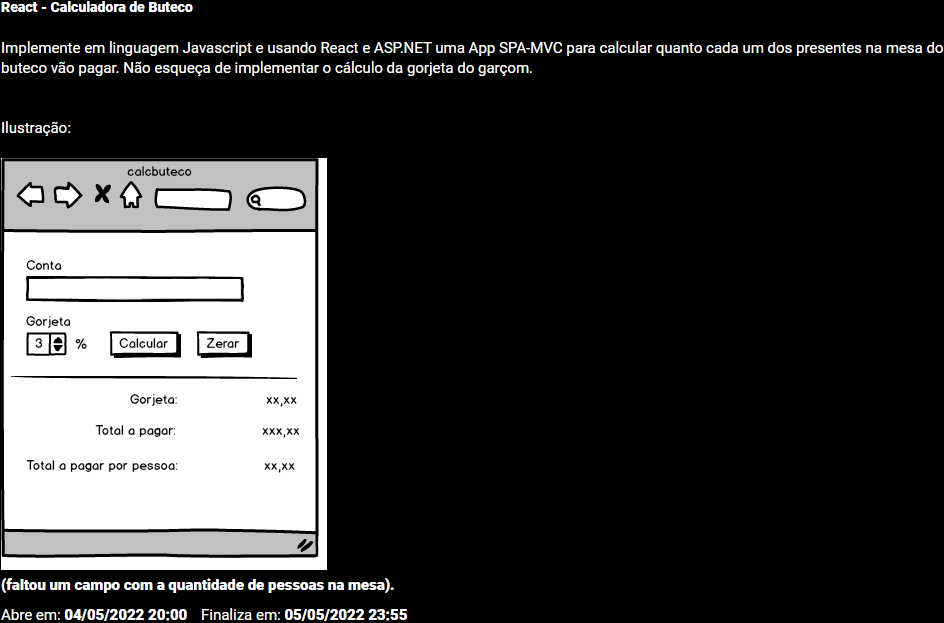 React - Calculadora de Buteco
Implemente em linguagem Javascript e usando React e ASP.NET uma App SPA-MVC para calcular quanto cada um dos presentes na mesa do
buteco vão pagar. Não esqueça de implementar o cálculo da gorjeta do garçom.
Ilustração:
calcbuteco
Conta
Gorjeta
3 % Calcular Zerar
Gorjeta: xx,xx
Total a pagar: xxx,xx
Total a pagar por pessoa: xx,xx
(faltou um campo com a quantidade de pessoas na mesa).
Abre em: 04/05/2022 20:00 Finaliza em: 05/05/2022 23:55